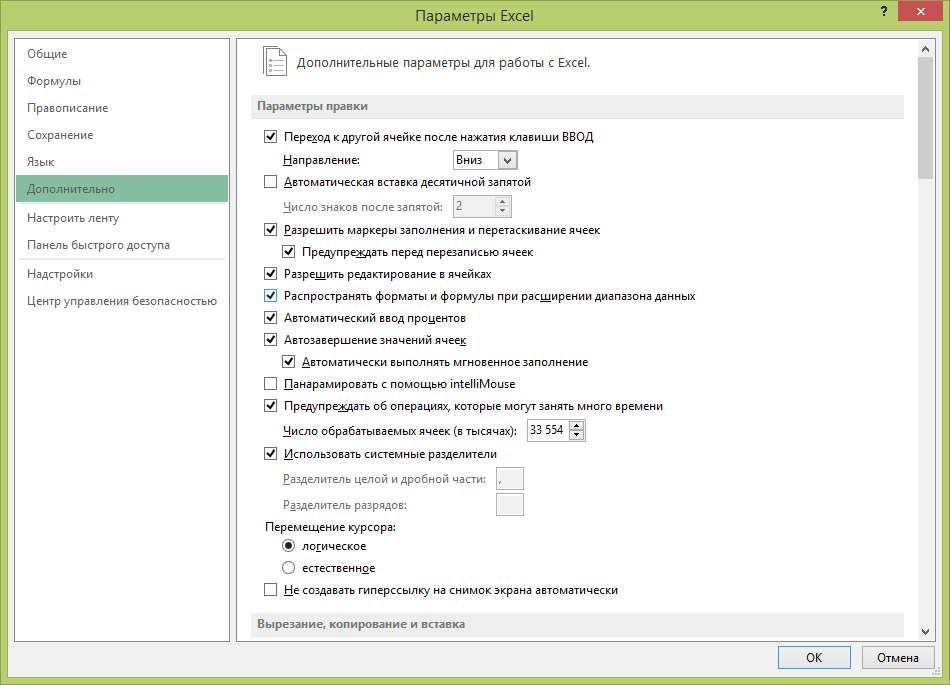 Параметры Excel
?
Общие
Формулы
Правописание
Сохранение
Язык
Дополнительно
Настроить ленту
Панель быстрого доступа
Надстройки
Центр управления безопасностью
Дополнительные параметры для работы с Excel.
Параметры правки
Переход к другой ячейке после нажатия клавиши ВВОД
Направление: Вниз
Автоматическая вставка десятичной запятой
Число знаков после запятой: 2
Разрешить маркеры заполнения и перетаскивание ячеек
Предупреждать перед перезаписью ячеек
Разрешить редактирование в ячейках
Распространять форматы и формулы при расширении диапазона данных
Автоматический ввод процентов
Автозавершение значений ячеек
Автоматически выполнять мгновенное заполнение
Панарамировать с помощью intelliMouse
Предупреждать об операциях, которые могут занять много времени
Число обрабатываемых ячеек (в тысячах): 33 554
Использовать системные разделители
Разделитель целой и дробной части: ,
Разделитель разрядов:
Перемещение курсора:
логическое
естественное
Не создавать гиперссылку на снимок экрана автоматически
Вырезание, копирование и вставка
ОК
Отмена